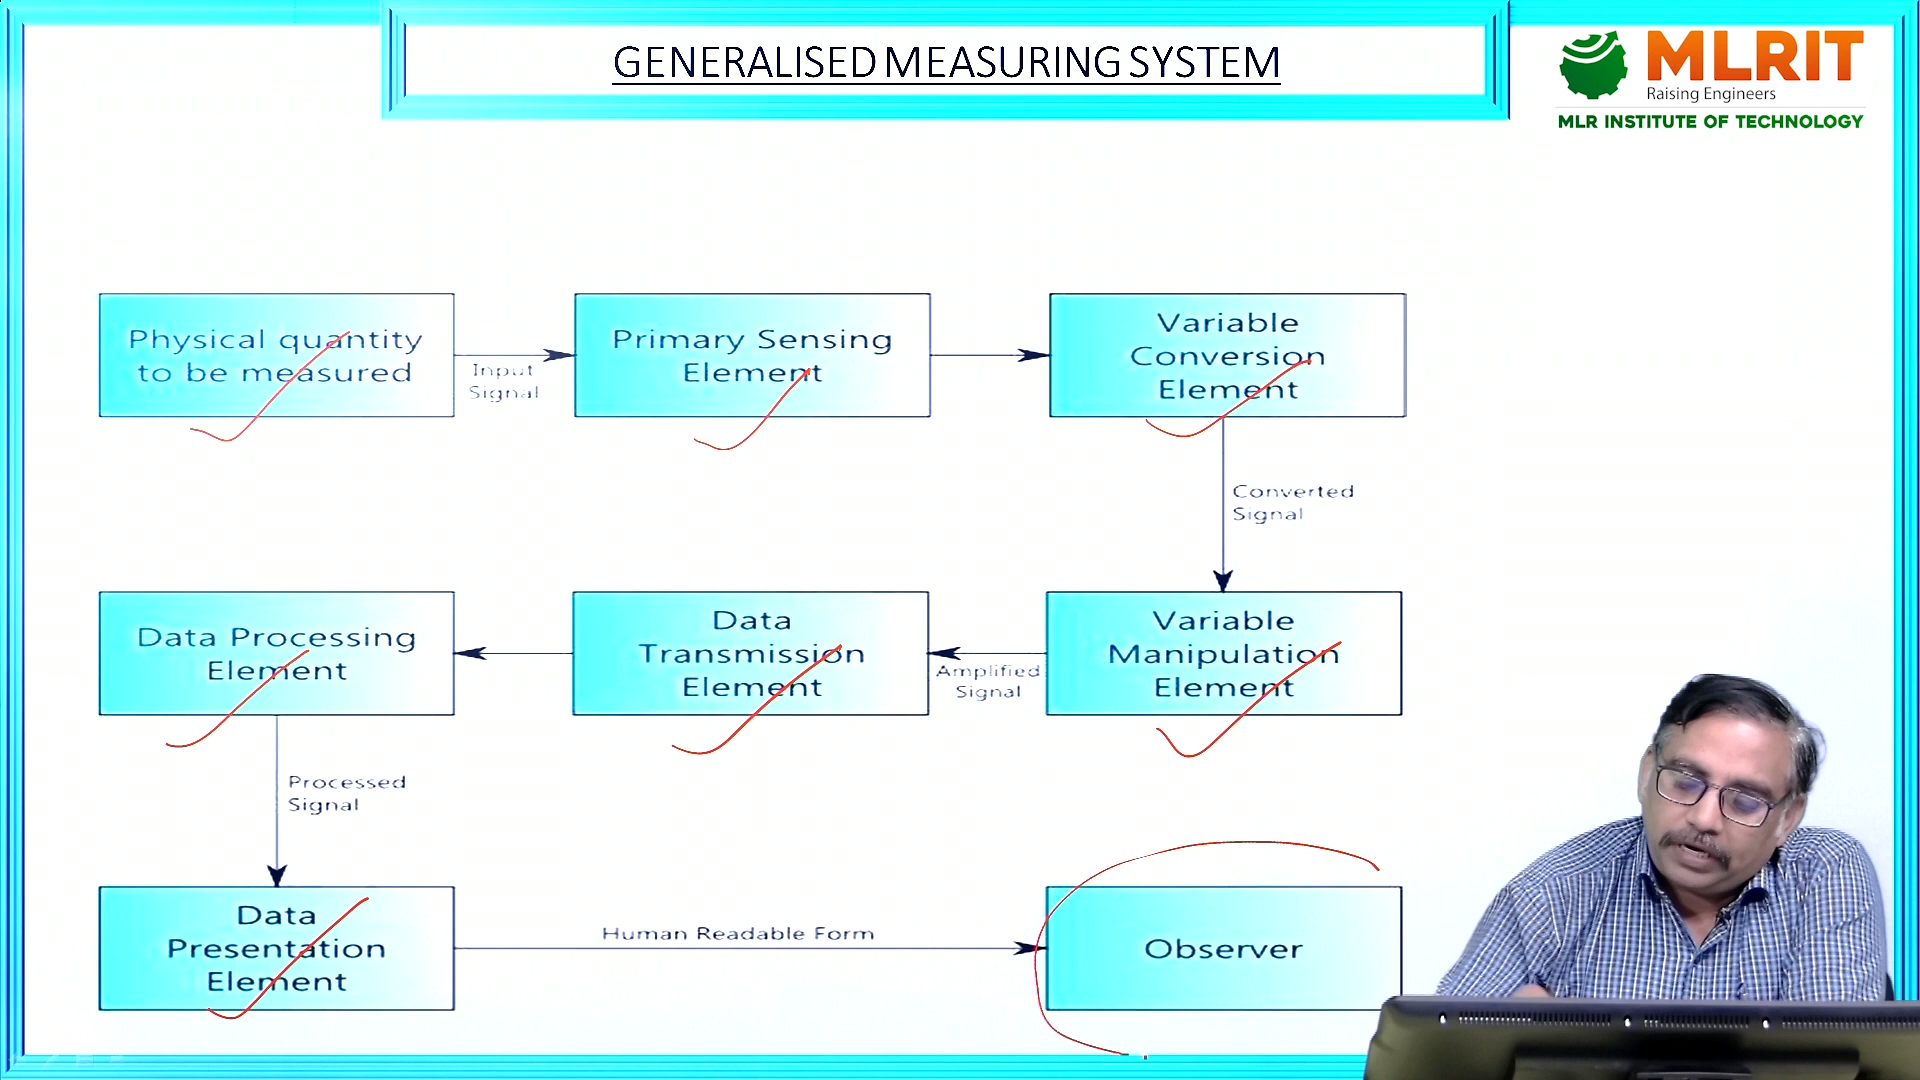 GENERALISED MEASURING SYSTEM
MLRIT
Raising Engineers
MLR INSTITUTE OF TECHNOLOGY
Physical quantity
to be measured
Input
Signal
Primary Sensing
Element
Variable
Conversion
Element
Converted
Signal
Variable
Manipulation
Element
Amplified
Signal
Data
Transmission
Element
Data Processing
Element
Processed
Signal
Data
Presentation
Element
Human Readable Form
Observer